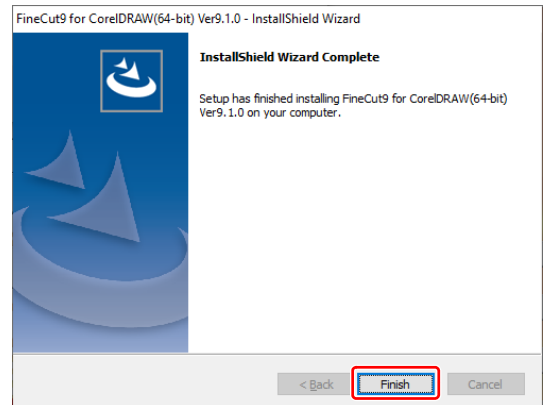 FineCut9 for CorelDRAW(64-bit) Ver9.1.0 - InstallShield Wizard
InstallShield Wizard Complete
Setup has finished installing FineCut9 for CorelDRAW(64-bit)
Ver9.1.0 on your computer.
< Back Finish Cancel